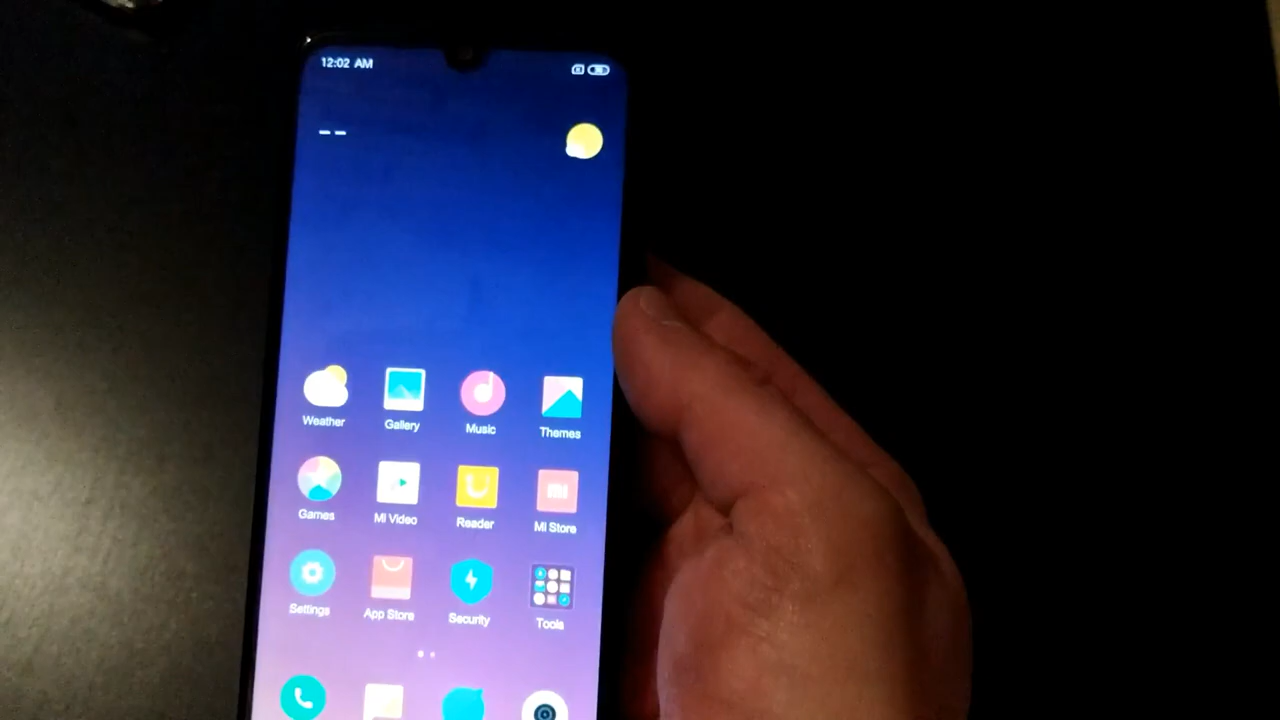 12:02 AM
Weather Gallery Music Themes
Games Mi Video Reader Mi Store
Settings App Store Security Tools